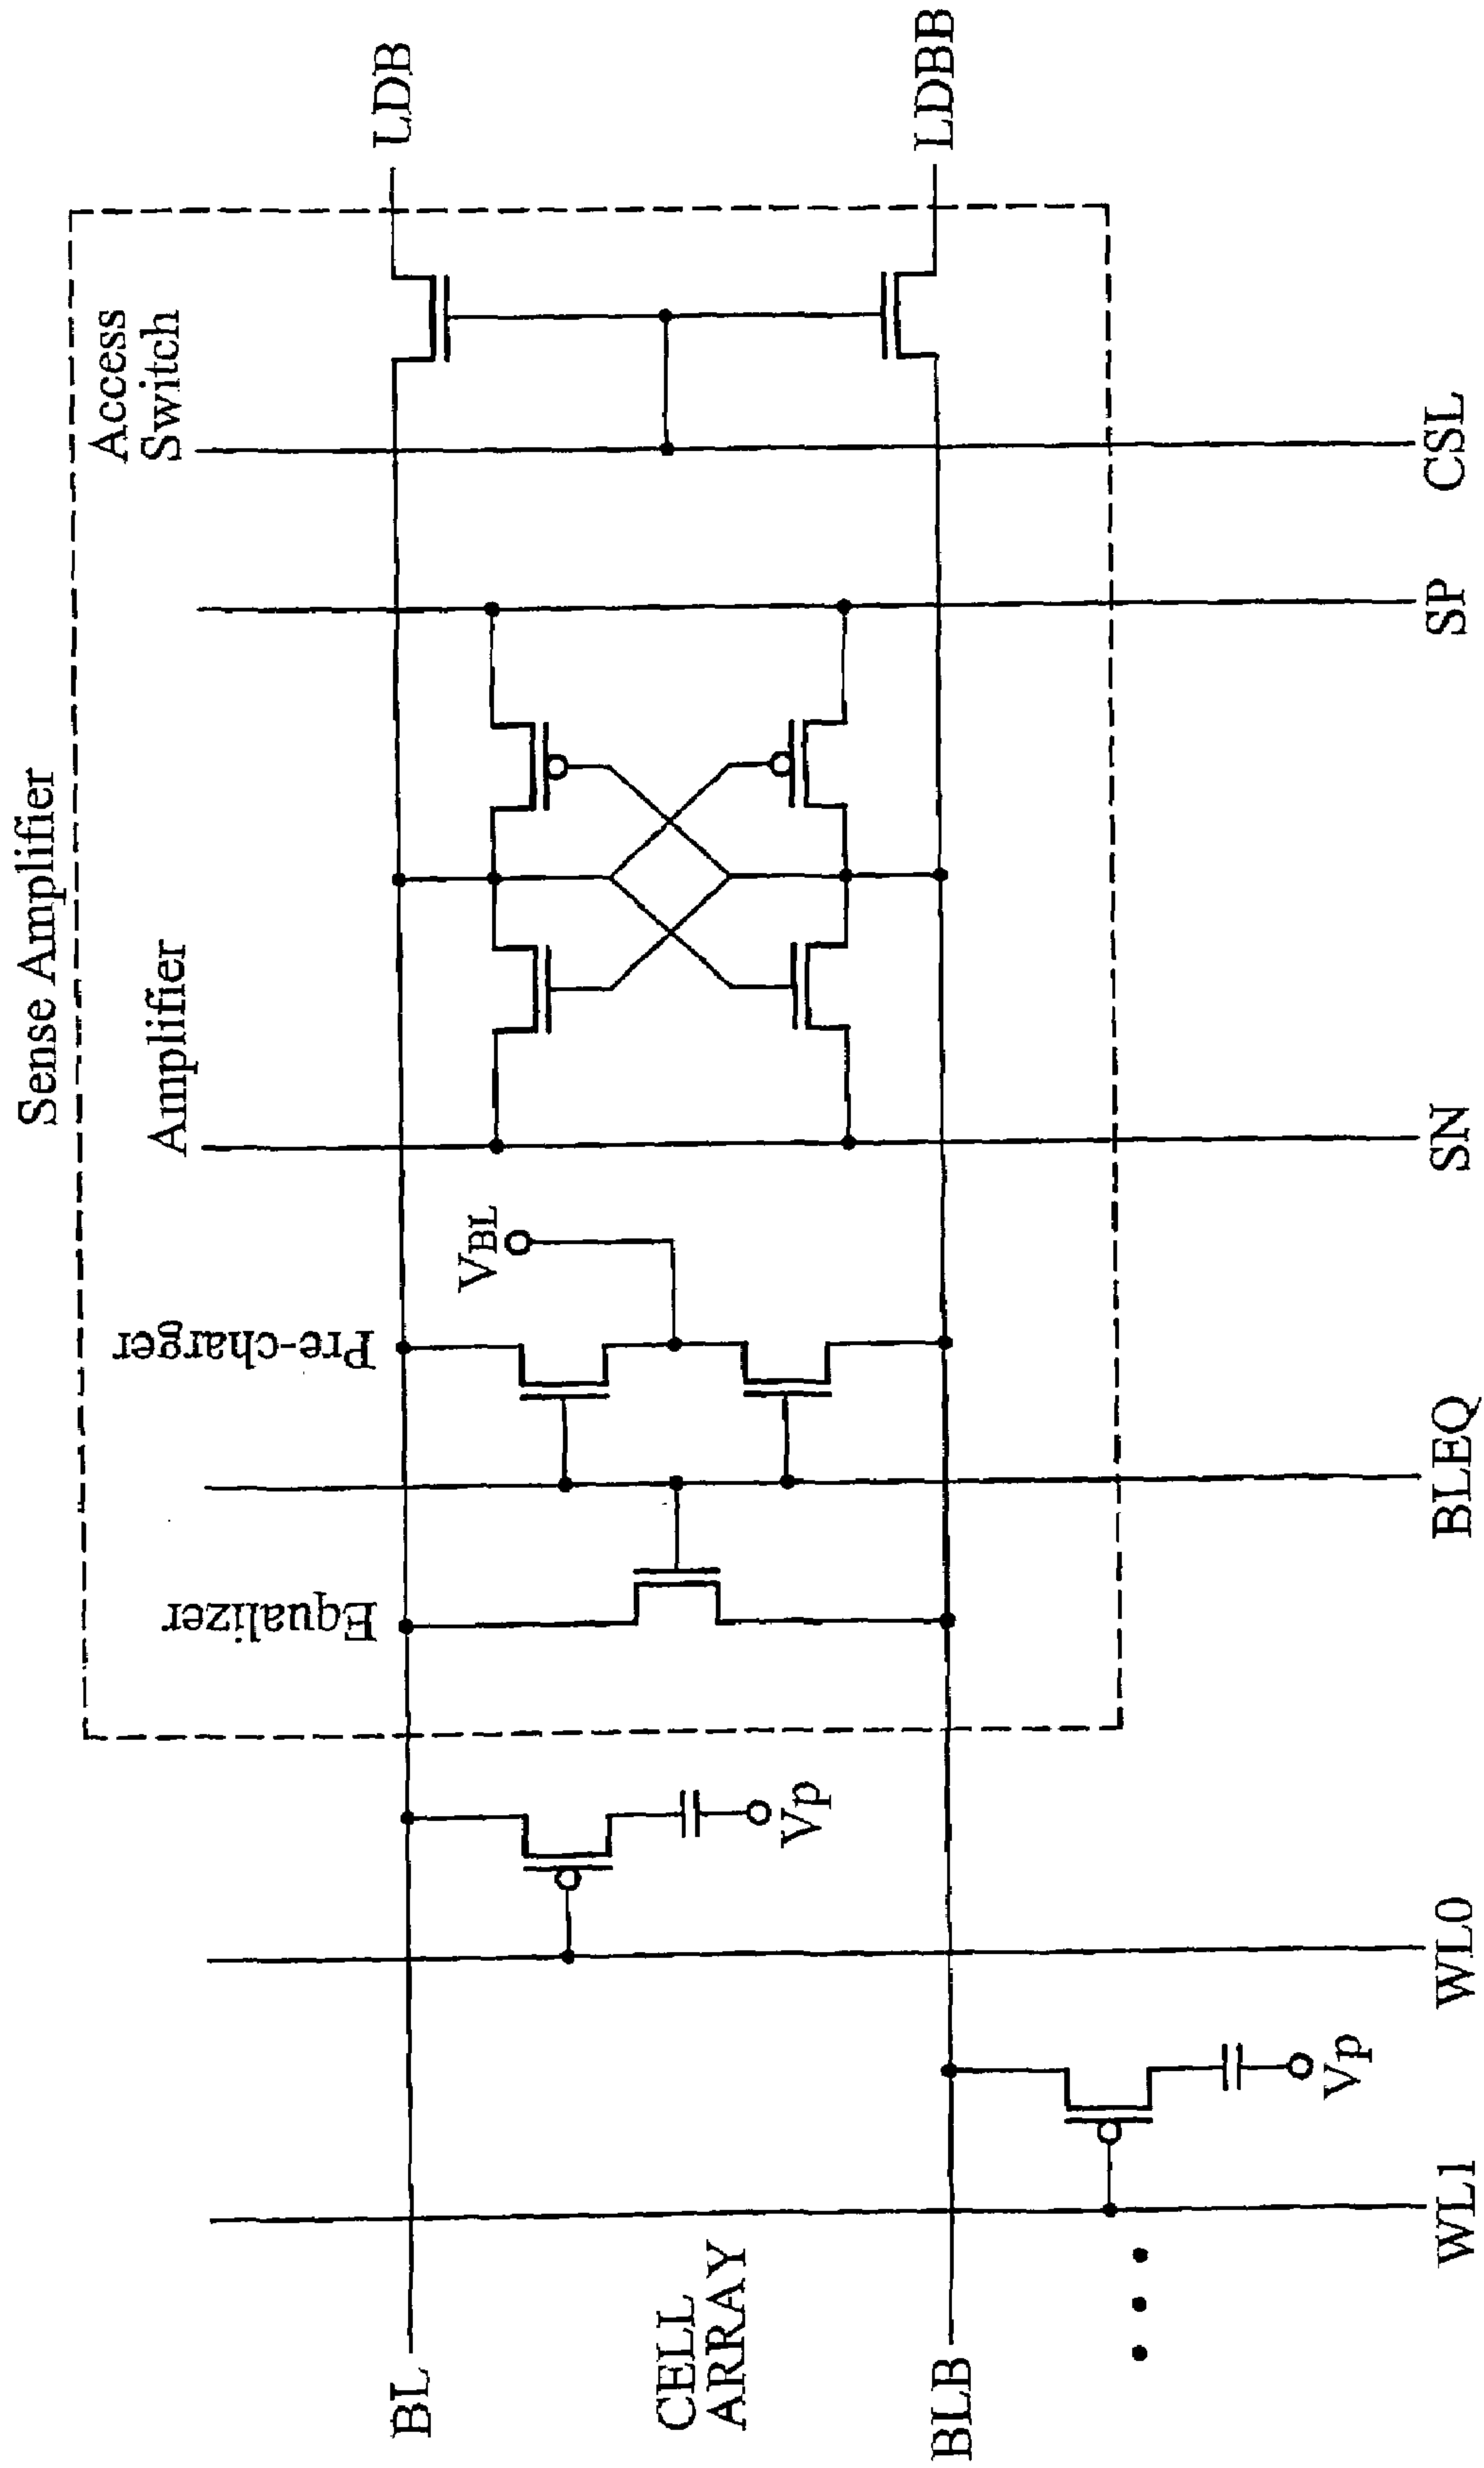 Sense Amplifier
Equalizer
Pre-charger
Amplifier
Access
Switch
VBL
BL
LDB
CELL
ARRAY
Vp
BLB
LDBB
Vp
WL1
WL0
BLEQ
SN
SP
CSL